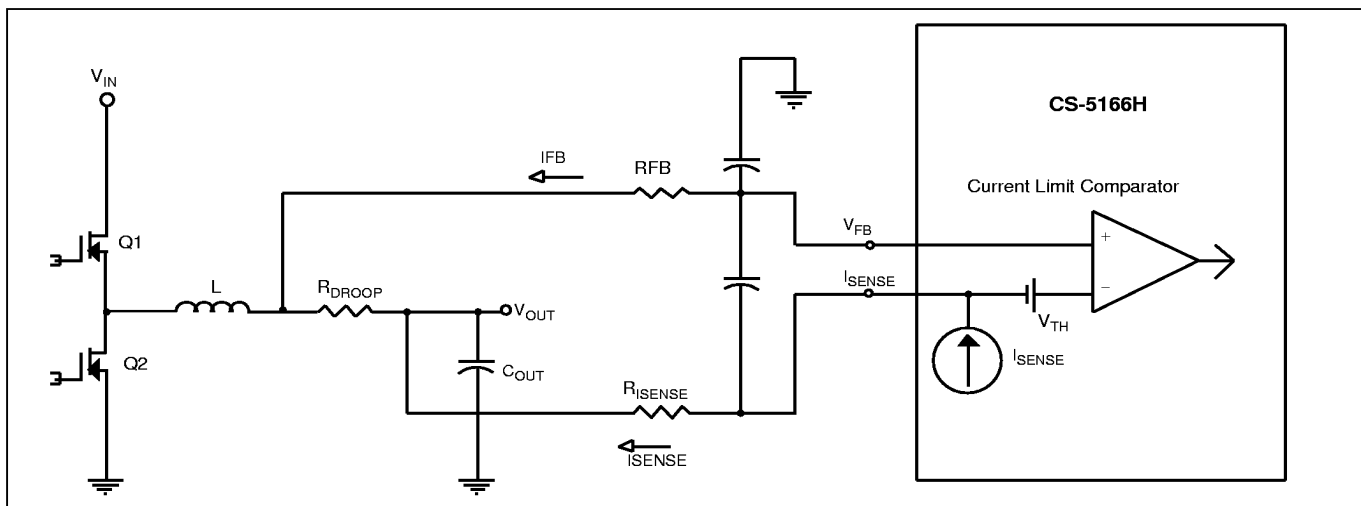 V_IN
CS-5166H
IFB
RFB
Current Limit Comparator
V_FB
+
Q1
I_SENSE
L
R_DROOP
−
V_OUT
V_TH
Q2
C_OUT
I_SENSE
R_ISENSE
ISENSE